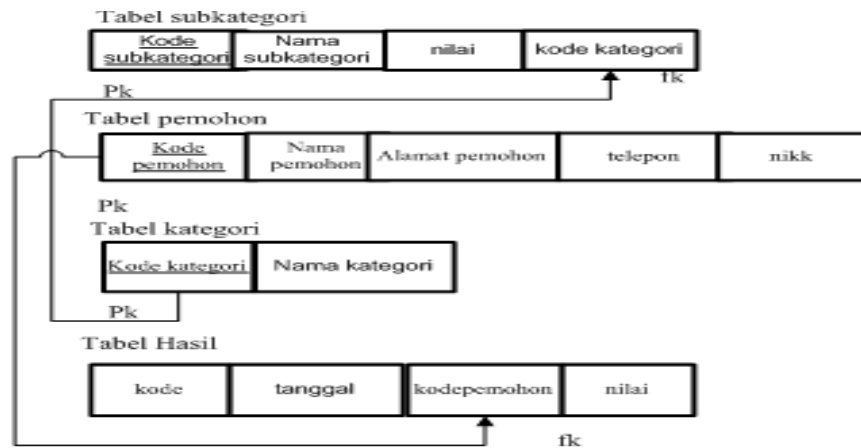 Tabel subkategori
Kode subkategori Nama subkategori nilai kode kategori
Pk fk
Tabel pemohon
Kode pemohon Nama pemohon Alamat pemohon telepon nikk
Pk
Tabel kategori
Kode kategori Nama kategori
Pk
Tabel Hasil
kode tanggal kodepemohon nilai
fk